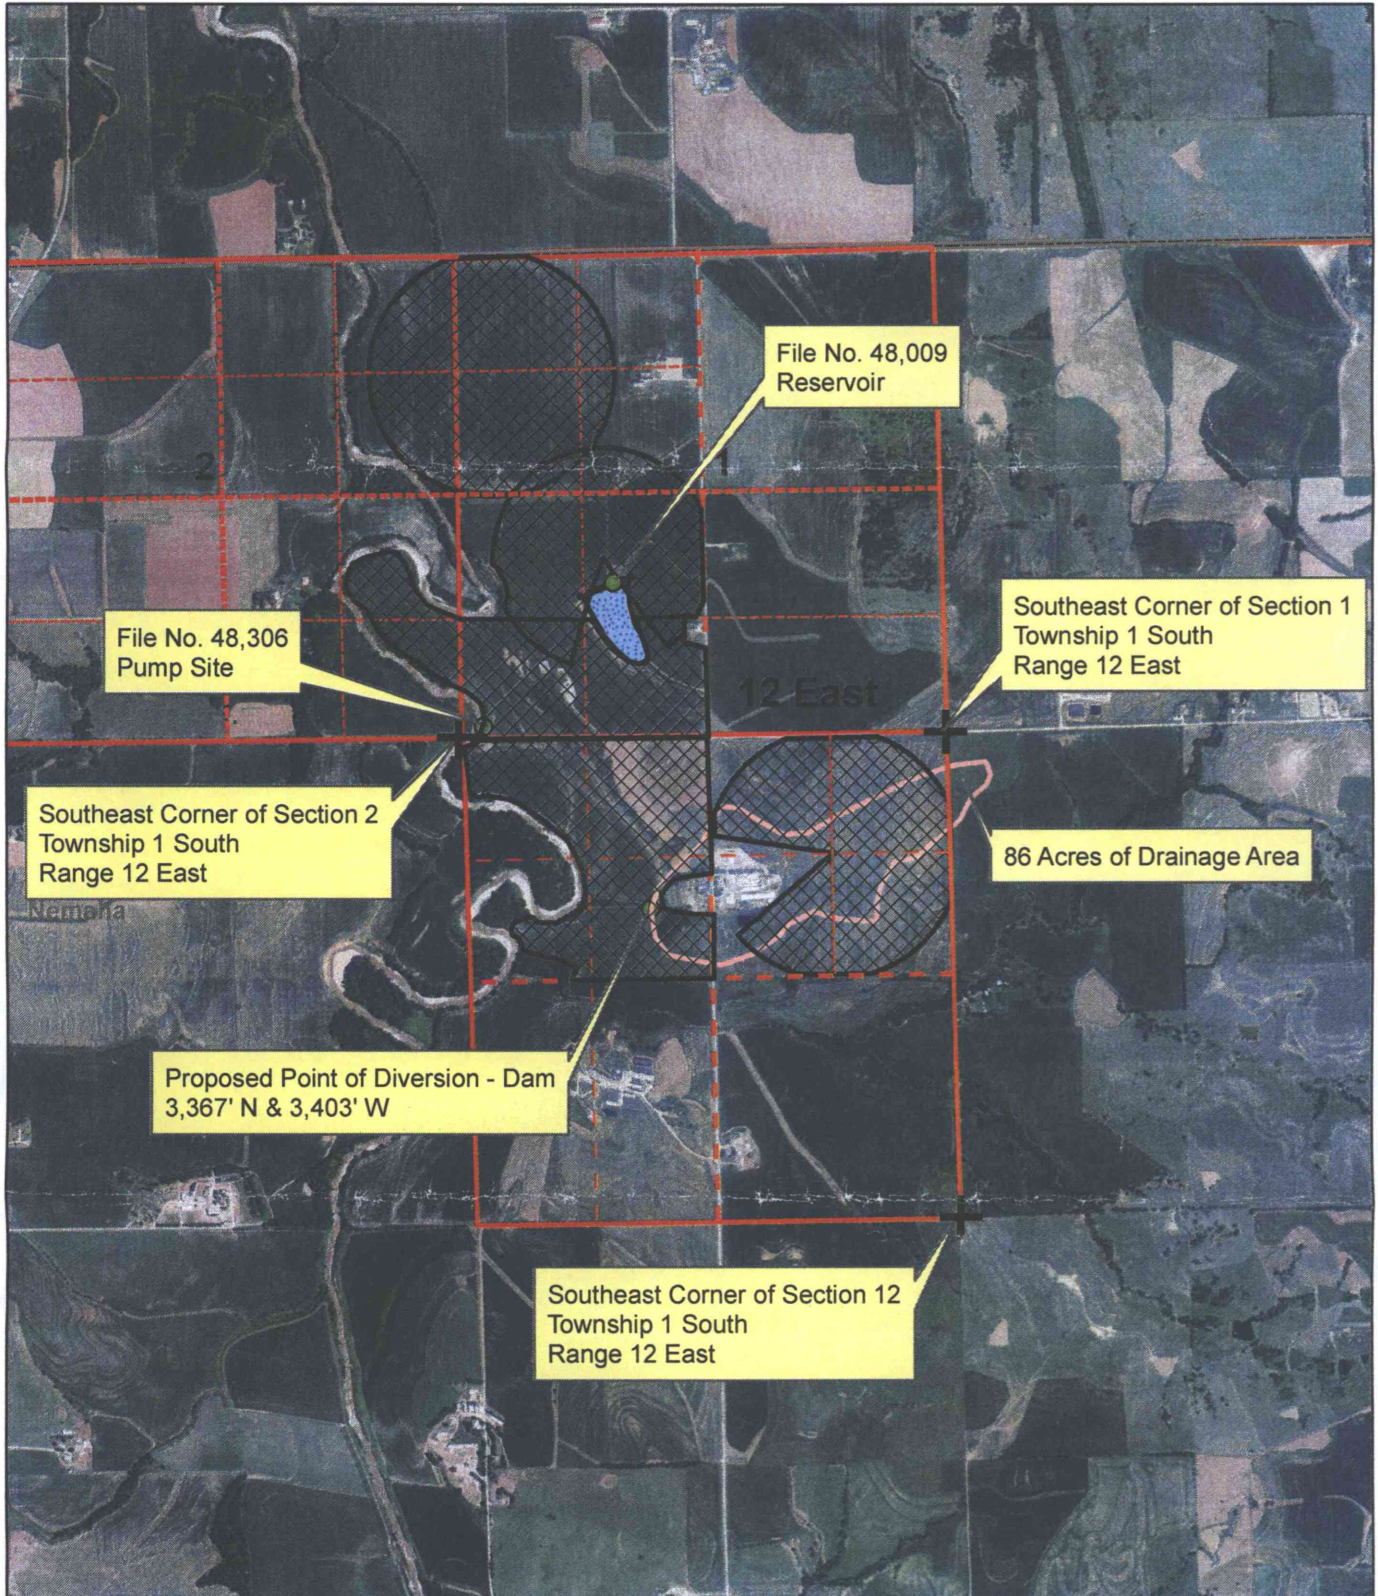 File No. 48,009
Reservoir
2
1
Southeast Corner of Section 1
Township 1 South
Range 12 East
File No. 48,306
Pump Site
12 East
Southeast Corner of Section 2
Township 1 South
Range 12 East
86 Acres of Drainage Area
Nemaha
Proposed Point of Diversion - Dam
3,367' N & 3,403' W
Southeast Corner of Section 12
Township 1 South
Range 12 East